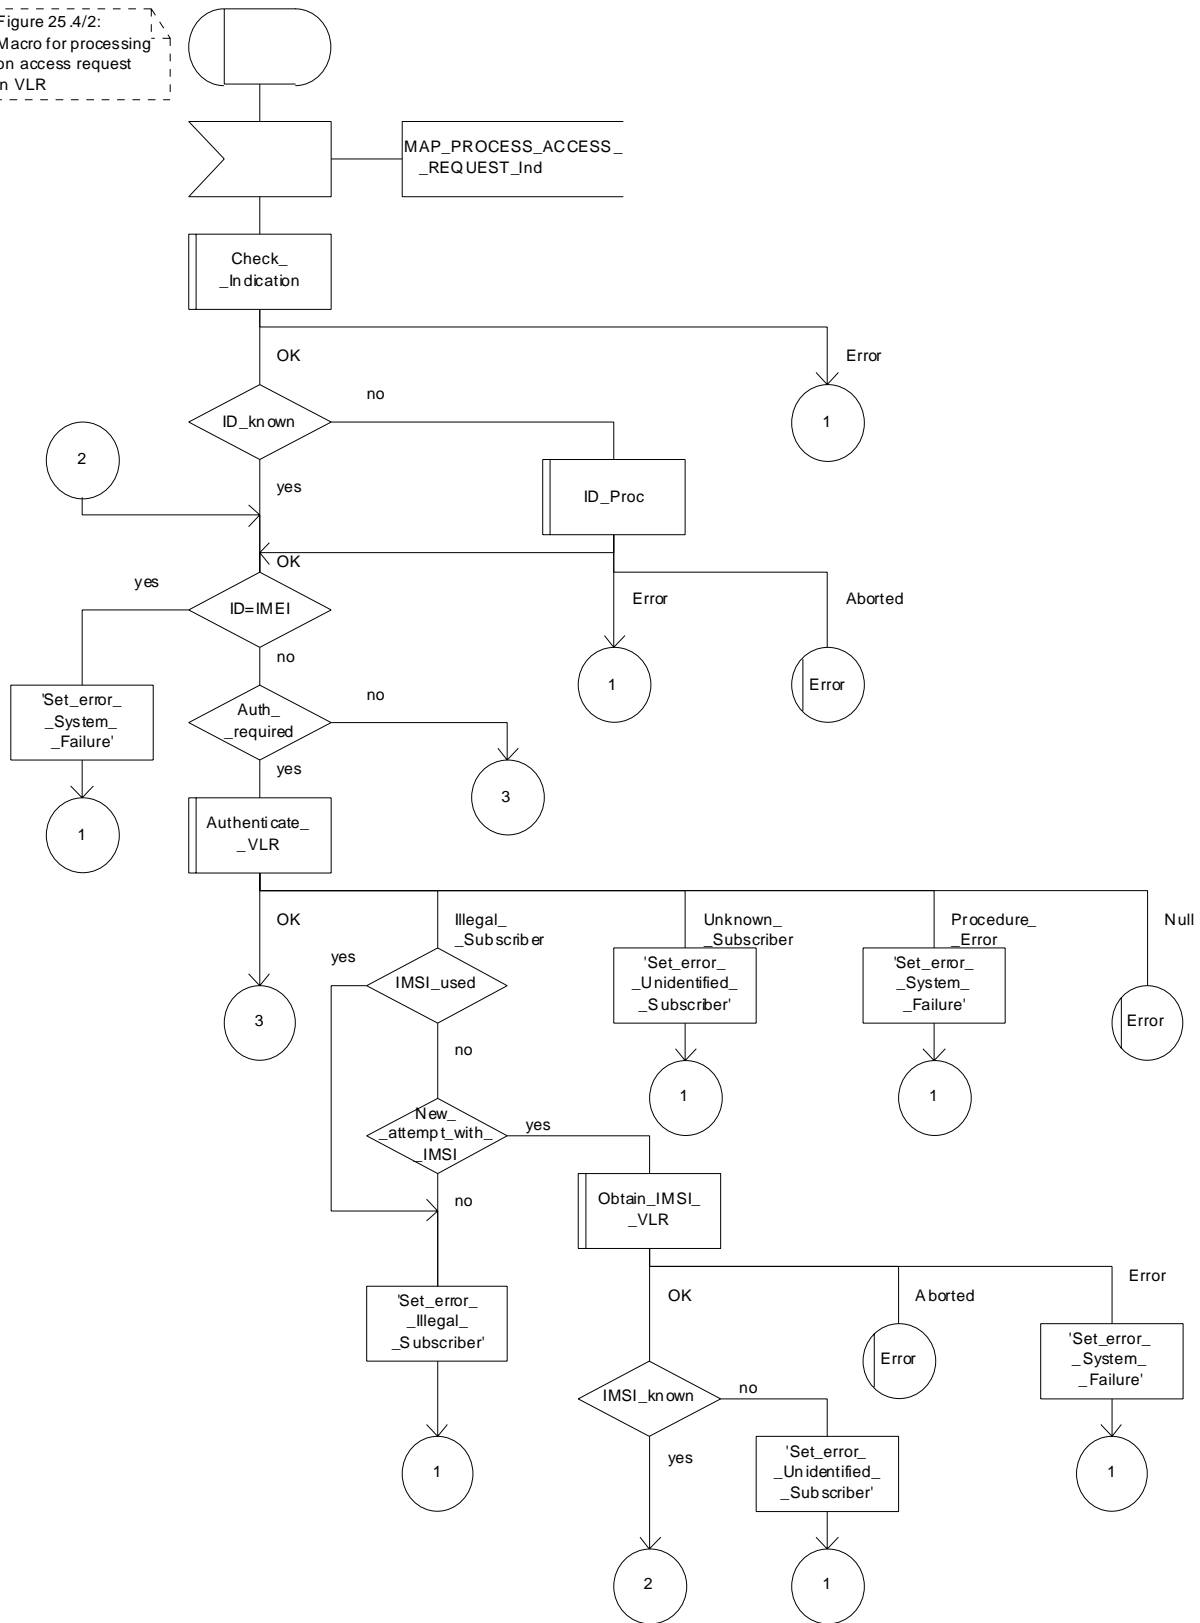 Figure 25.4/2:
Macro for processing
on access request
in VLR
MAP_PROCESS_ACCESS_
_REQUEST_Ind
Check_
_Indication
OK
Error
1
ID_known
no
2
yes
ID_Proc
OK
yes
ID=IMEI
Error
Aborted
no
1
Error
'Set_error_
_System_
_Failure'
Auth_
_required
no
yes
3
1
Authenticate_
_VLR
OK
Illegal_
_Subscriber
Unknown_
_Subscriber
Procedure_
_Error
Null
yes
IMSI_used
'Set_error_
_Unidentified_
_Subscriber'
'Set_error_
_System_
_Failure'
3
Error
no
1
1
New_
_attempt_with_
_IMSI
yes
no
Obtain_IMSI_
_VLR
OK
Aborted
Error
'Set_error_
_Illegal_
_Subscriber'
Error
'Set_error_
_System_
_Failure'
IMSI_known
no
1
yes
'Set_error_
_Unidentified_
_Subscriber'
1
2
1